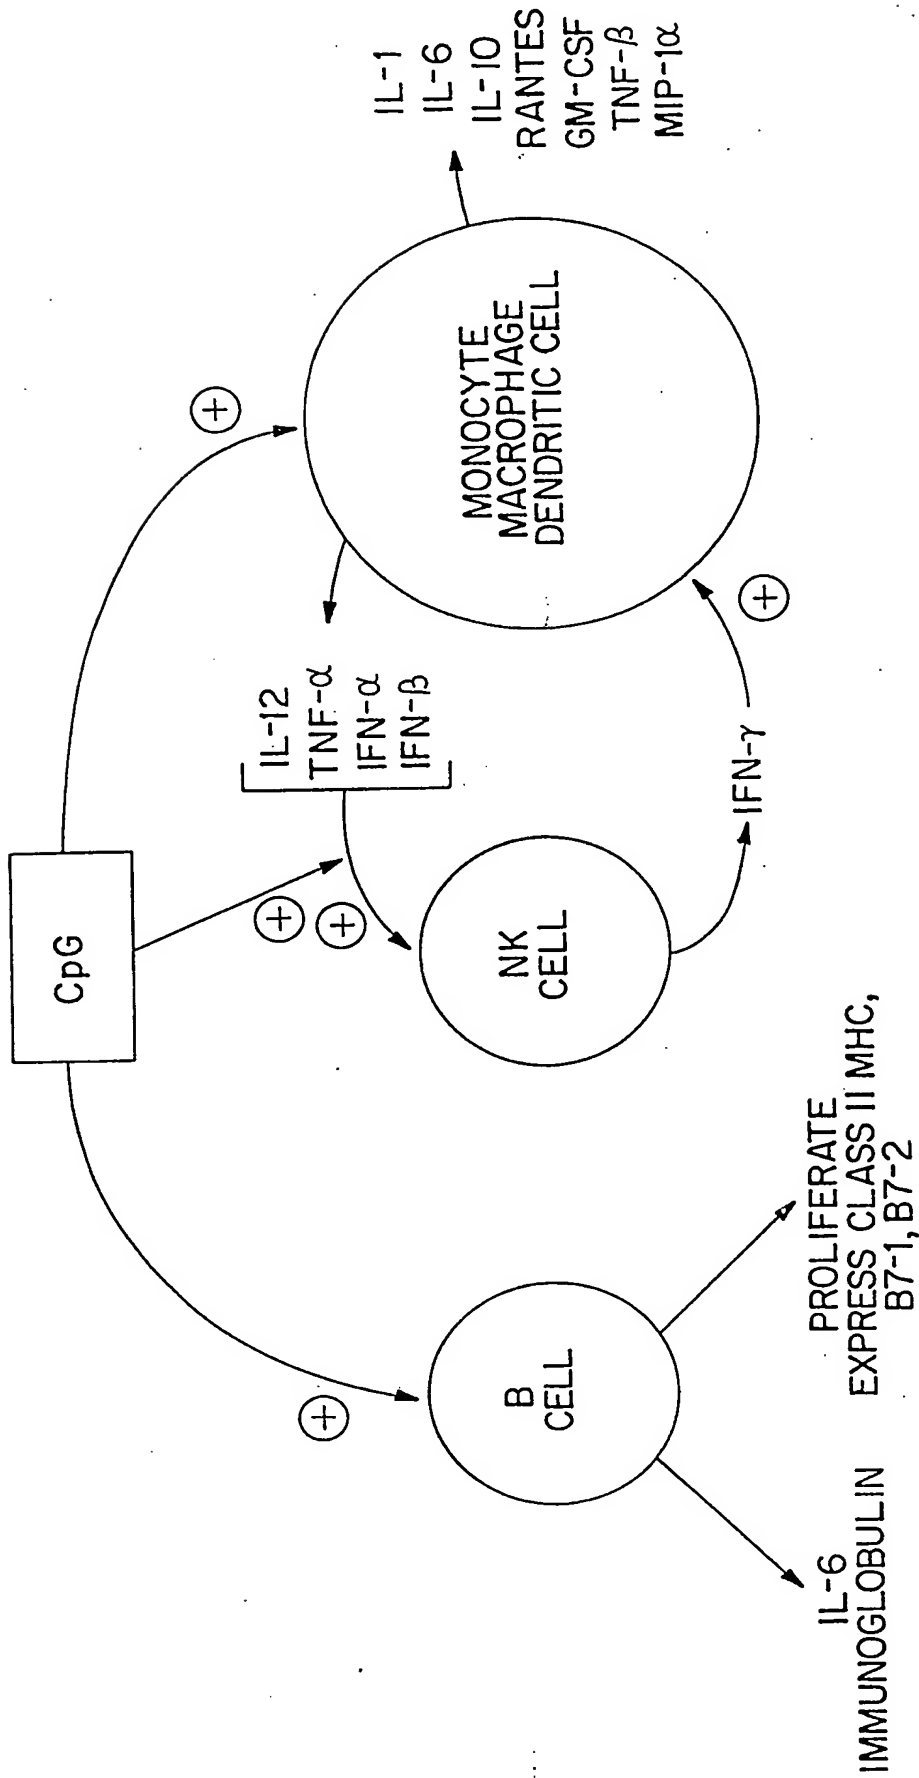 CpG
+
+
+
+
+
B
CELL
NK
CELL
IL-12
TNF-α
IFN-α
IFN-β
MONOCYTE
MACROPHAGE
DENDRITIC CELL
IFN-γ
IL-6
IMMUNOGLOBULIN
PROLIFERATE
EXPRESS CLASS II MHC,
B7-1, B7-2
IL-1
IL-6
IL-10
RANTES
GM-CSF
TNF-β
MIP-1α